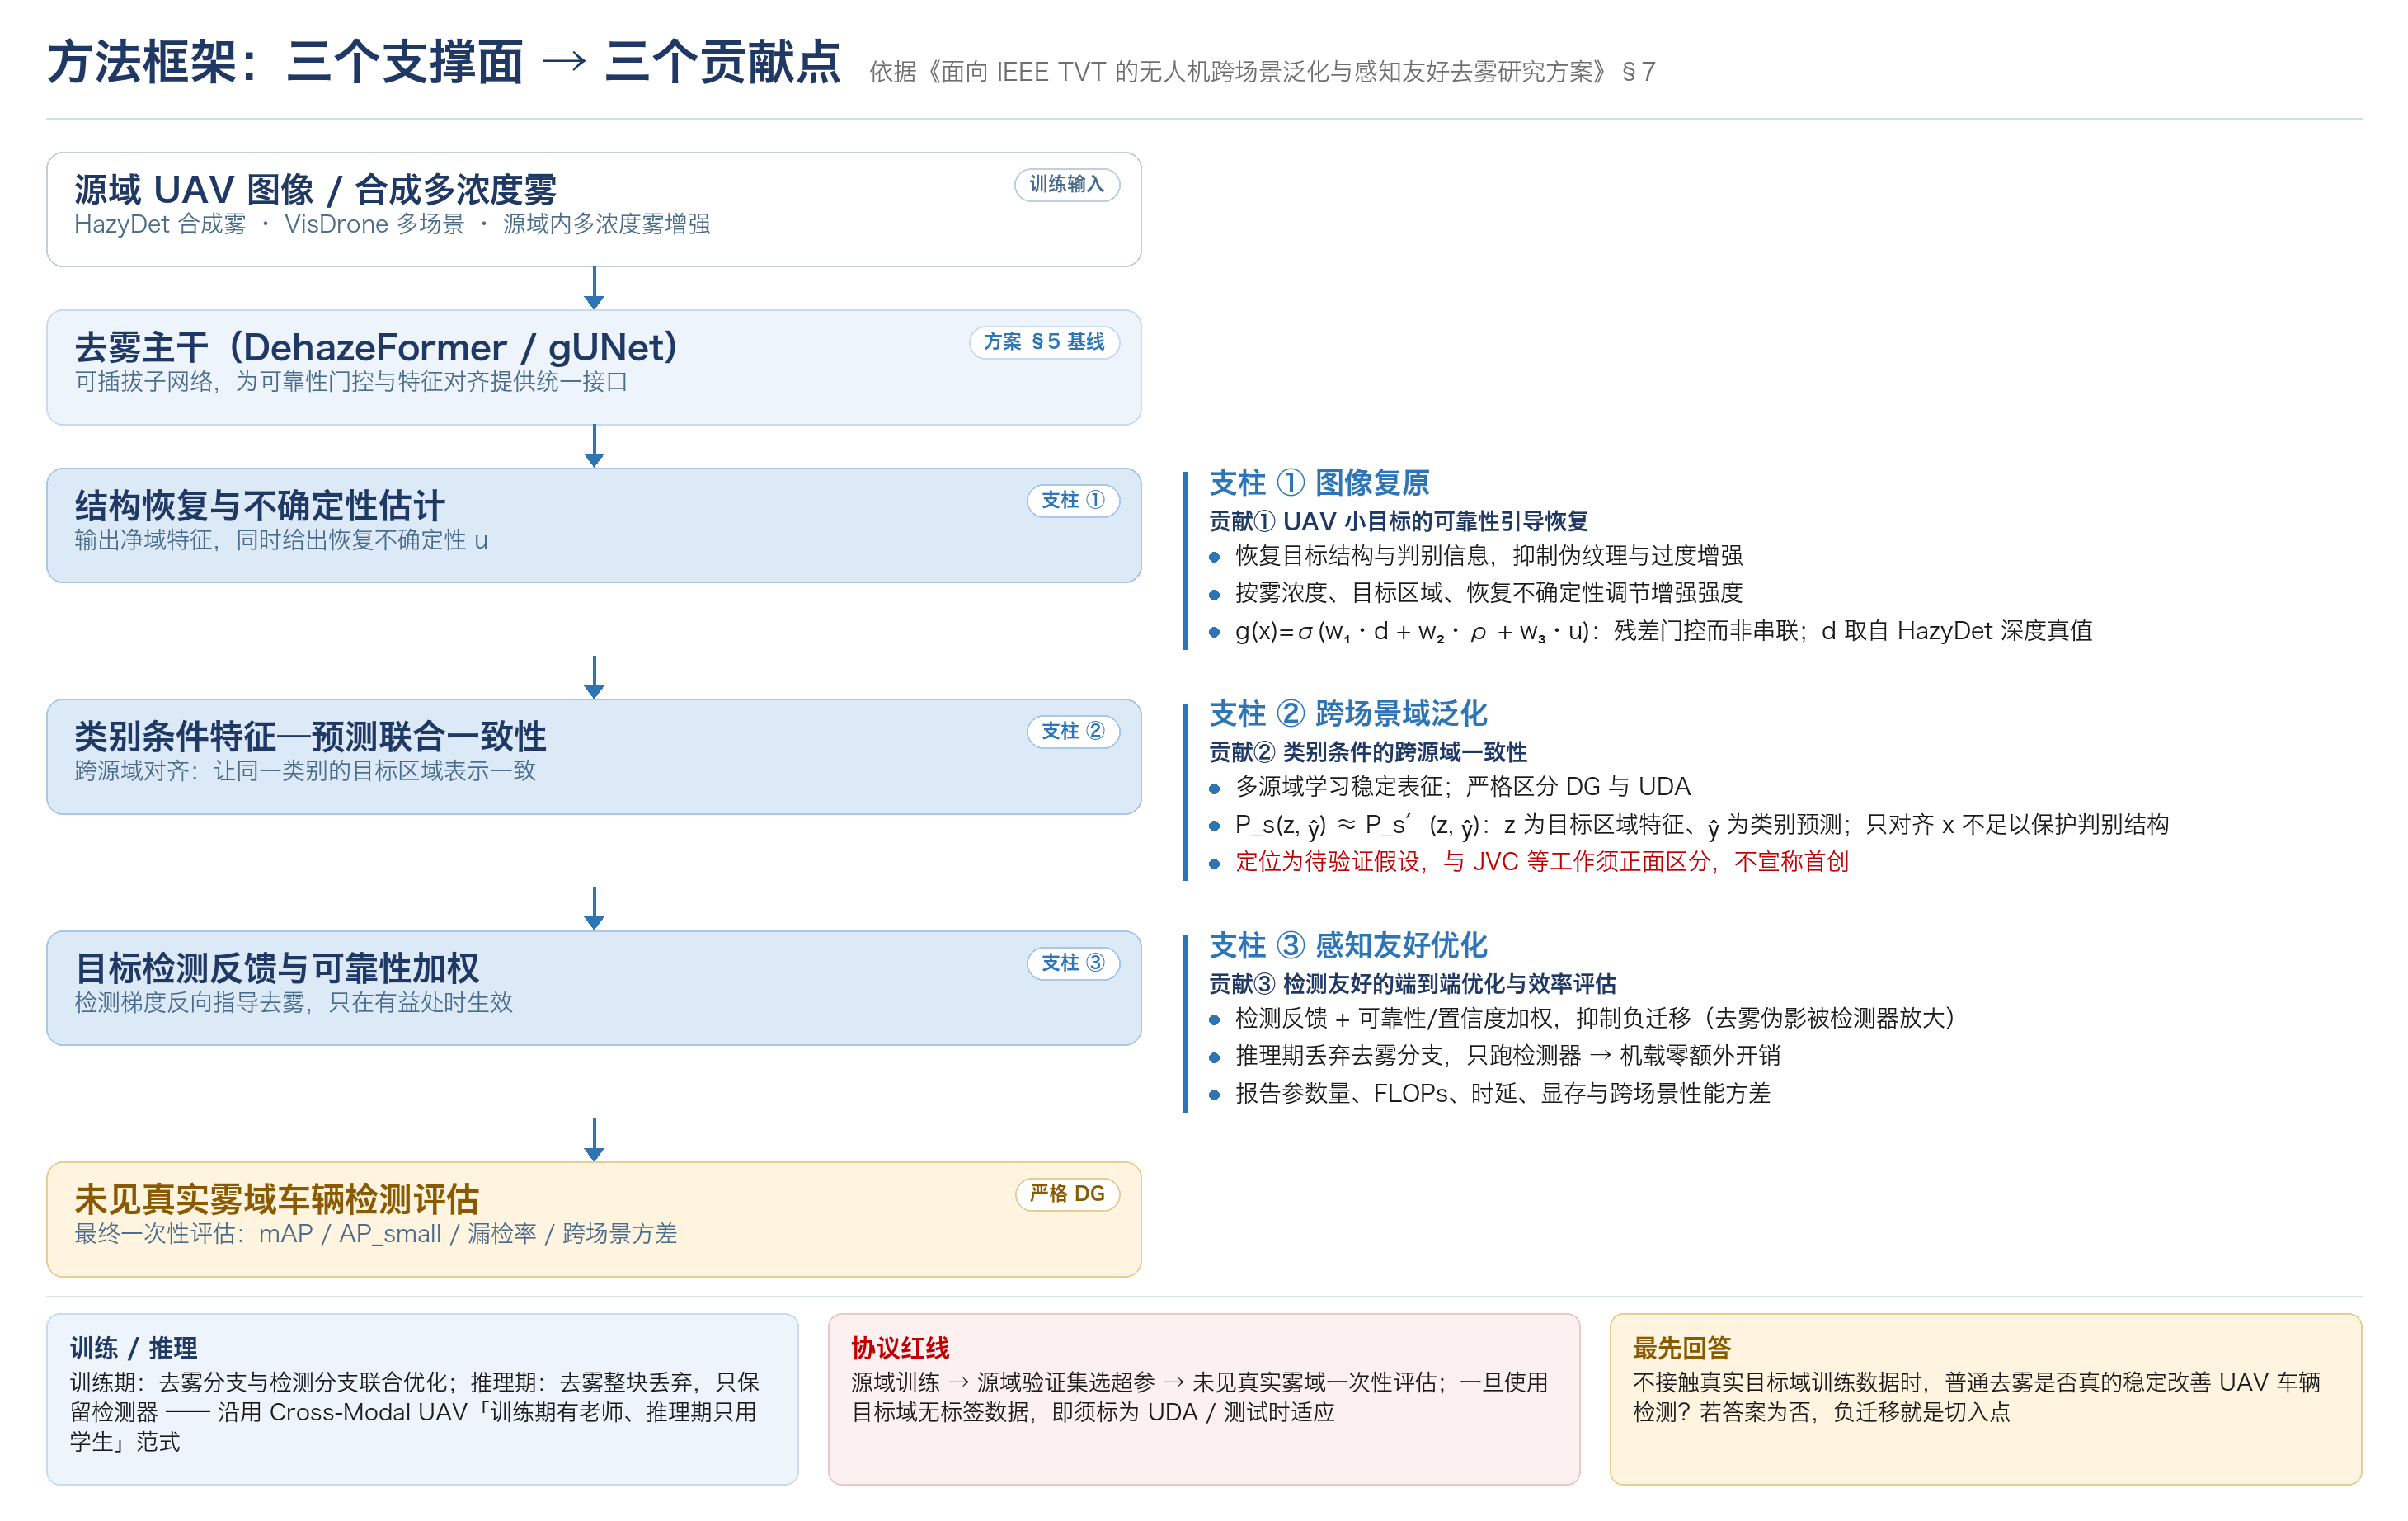 方法框架：三个支撑面 → 三个贡献点 依据《面向 IEEE TVT 的无人机跨场景泛化与感知友好去雾研究方案》 §7
源域 UAV 图像 / 合成多浓度雾
训练输入
HazyDet 合成雾 · VisDrone 多场景 · 源域内多浓度雾增强
去雾主干（DehazeFormer / gUNet）
方案 §5 基线
可插拔子网络，为可靠性门控与特征对齐提供统一接口
结构恢复与不确定性估计
支柱 ①
输出净域特征，同时给出恢复不确定性 u
支柱 ① 图像复原
贡献① UAV 小目标的可靠性引导恢复
恢复目标结构与判别信息，抑制伪纹理与过度增强
按雾浓度、目标区域、恢复不确定性调节增强强度
g(x)=σ(w₁·d + w₂·ρ + w₃·u)：残差门控而非串联；d 取自 HazyDet 深度真值
类别条件特征—预测联合一致性
支柱 ②
跨源域对齐：让同一类别的目标区域表示一致
支柱 ② 跨场景域泛化
贡献② 类别条件的跨源域一致性
多源域学习稳定表征；严格区分 DG 与 UDA
P_s(z, ŷ) ≈ P_s′ (z, ŷ)：z 为目标区域特征、ŷ 为类别预测；只对齐 x 不足以保护判别结构
定位为待验证假设，与 JVC 等工作须正面区分，不宣称首创
目标检测反馈与可靠性加权
支柱 ③
检测梯度反向指导去雾，只在有益处时生效
支柱 ③ 感知友好优化
贡献③ 检测友好的端到端优化与效率评估
检测反馈 + 可靠性/置信度加权，抑制负迁移（去雾伪影被检测器放大）
推理期丢弃去雾分支，只跑检测器 → 机载零额外开销
报告参数量、FLOPs、时延、显存与跨场景性能方差
未见真实雾域车辆检测评估
严格 DG
最终一次性评估：mAP / AP_small / 漏检率 / 跨场景方差
训练 / 推理
训练期：去雾分支与检测分支联合优化；推理期：去雾整块丢弃，只保
留检测器 —— 沿用 Cross-Modal UAV「训练期有老师、推理期只用
学生」范式
协议红线
源域训练 → 源域验证集选超参 → 未见真实雾域一次性评估；一旦使用
目标域无标签数据，即须标为 UDA / 测试时适应
最先回答
不接触真实目标域训练数据时，普通去雾是否真的稳定改善 UAV 车辆
检测？若答案为否，负迁移就是切入点